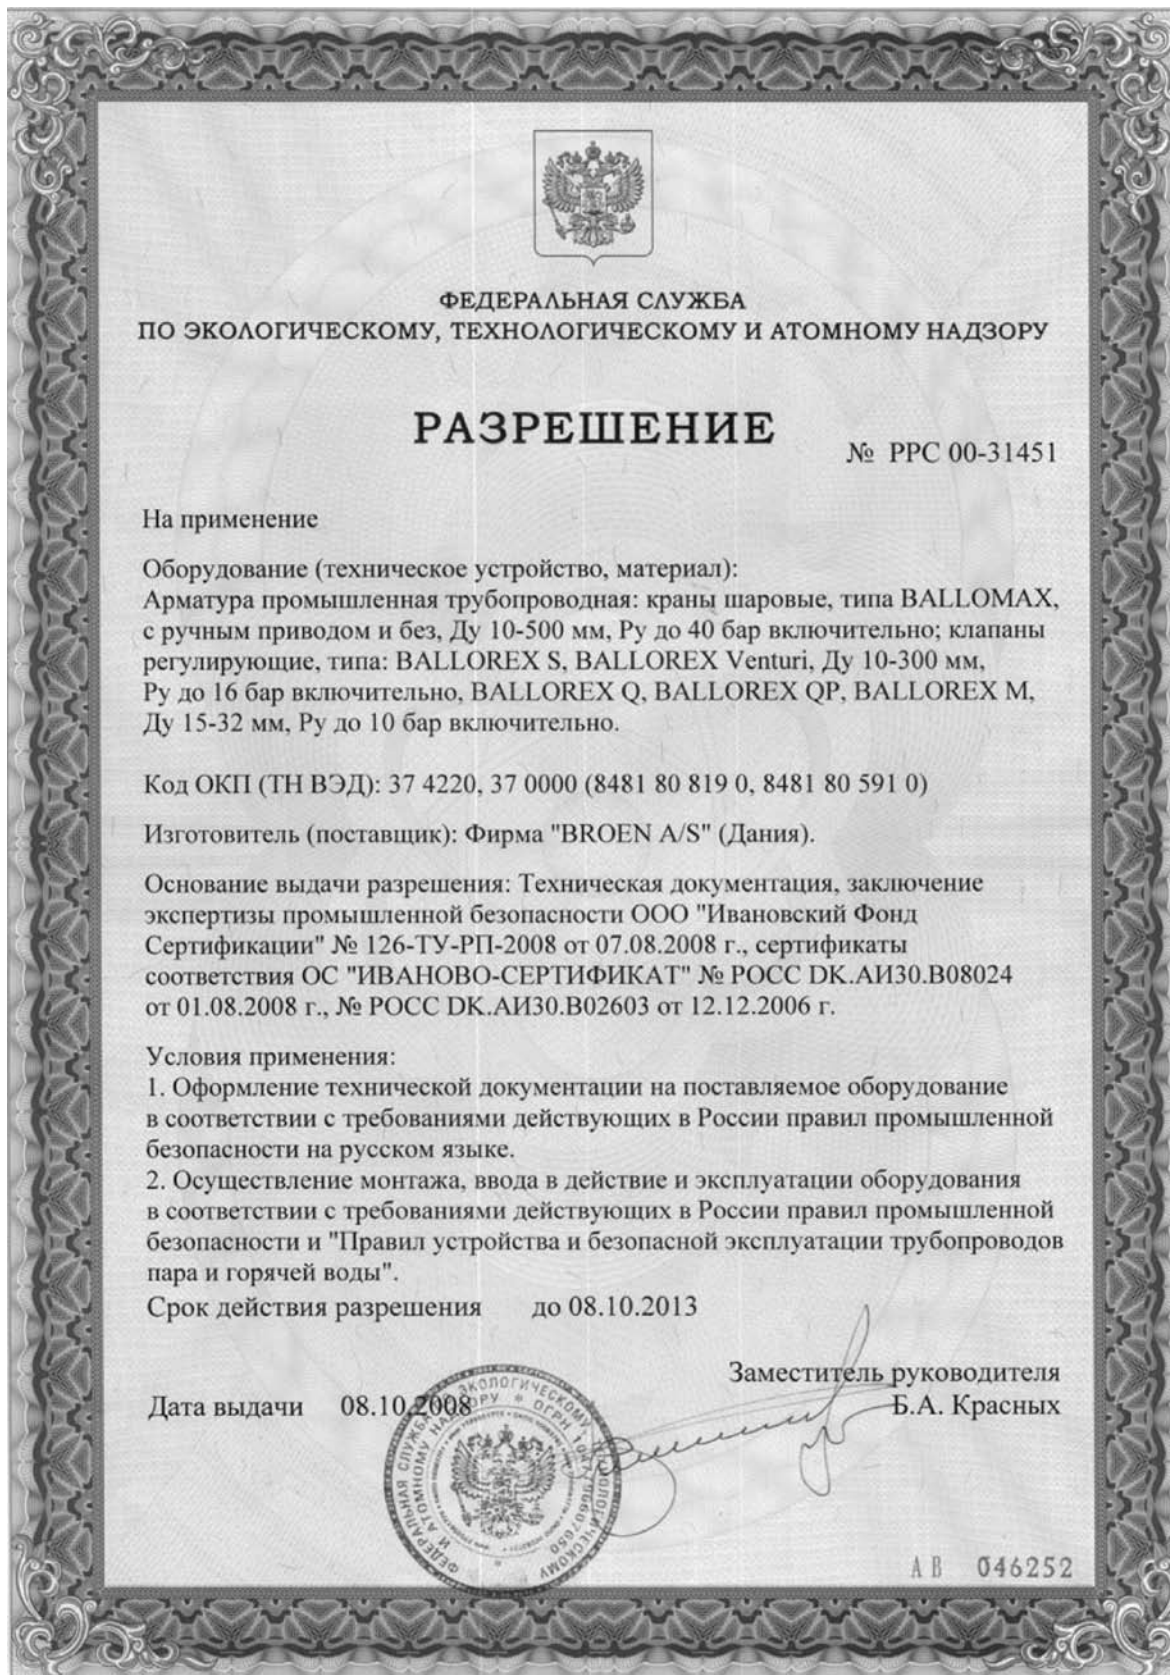 ФЕДЕРАЛЬНАЯ СЛУЖБА
ПО ЭКОЛОГИЧЕСКОМУ, ТЕХНОЛОГИЧЕСКОМУ И АТОМНОМУ НАДЗОРУ
РАЗРЕШЕНИЕ
№ РРС 00-31451
На применение
Оборудование (техническое устройство, материал):
Арматура промышленная трубопроводная: краны шаровые, типа BALLOMAX,
с ручным приводом и без, Ду 10-500 мм, Ру до 40 бар включительно; клапаны
регулирующие, типа: BALLOREX S, BALLOREX Venturi, Ду 10-300 мм,
Ру до 16 бар включительно, BALLOREX Q, BALLOREX QP, BALLOREX M,
Ду 15-32 мм, Ру до 10 бар включительно.
Код ОКП (ТН ВЭД): 37 4220, 37 0000 (8481 80 819 0, 8481 80 591 0)
Изготовитель (поставщик): Фирма "BROEN A/S" (Дания).
Основание выдачи разрешения: Техническая документация, заключение
экспертизы промышленной безопасности ООО "Ивановский Фонд
Сертификации" № 126-ТУ-РП-2008 от 07.08.2008 г., сертификаты
соответствия ОС "ИВАНОВО-СЕРТИФИКАТ" № РОСС DK.АИ30.В08024
от 01.08.2008 г., № РОСС DK.АИ30.В02603 от 12.12.2006 г.
Условия применения:
1. Оформление технической документации на поставляемое оборудование
в соответствии с требованиями действующих в России правил промышленной
безопасности на русском языке.
2. Осуществление монтажа, ввода в действие и эксплуатации оборудования
в соответствии с требованиями действующих в России правил промышленной
безопасности и "Правил устройства и безопасной эксплуатации трубопроводов
пара и горячей воды".
Срок действия разрешения до 08.10.2013
Заместитель руководителя
Дата выдачи 08.10.2008 Б.А. Красных
ФЕДЕРАЛЬНАЯ СЛУЖБА ПО ЭКОЛОГИЧЕСКОМУ ТЕХНОЛОГИЧЕСКОМУ
И АТОМНОМУ НАДЗОРУ * ОГРН
АВ 046252